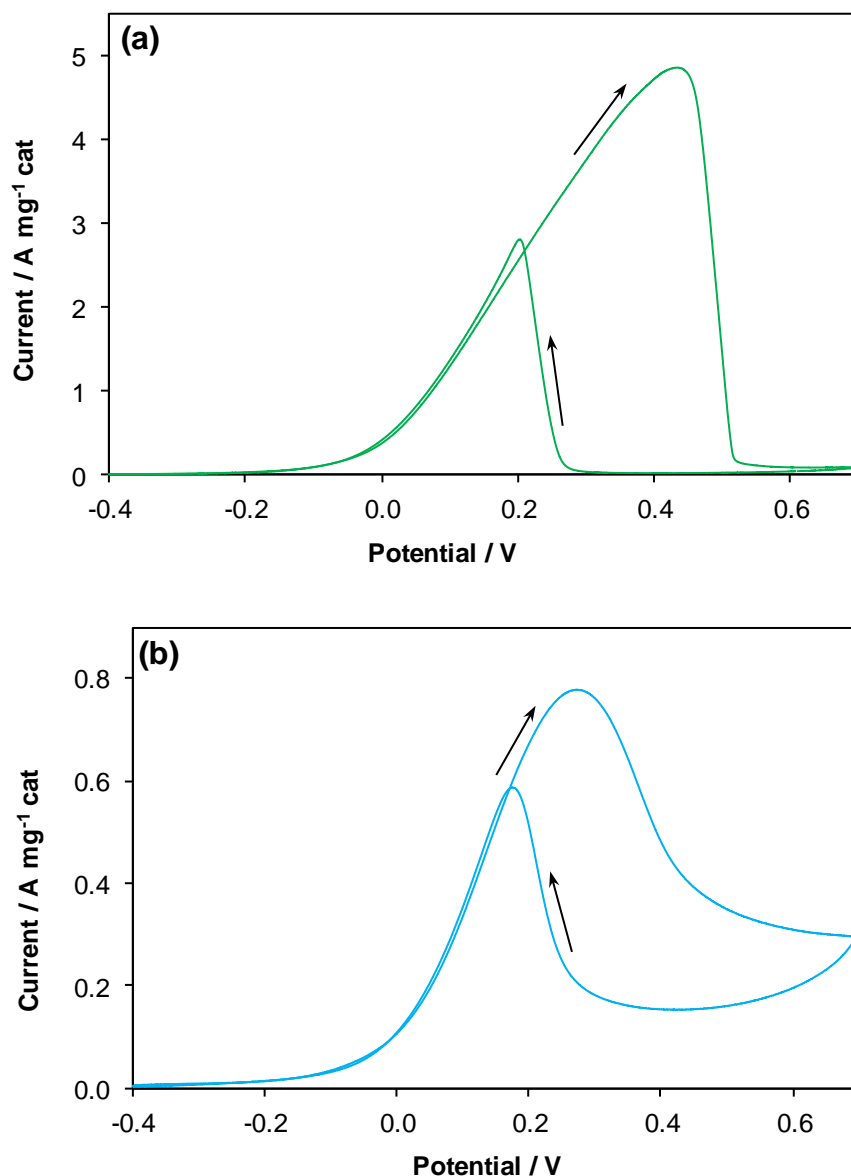 (a)
5
4
3
2
1
0
Current / A mg⁻¹ cat
-0.4 -0.2 0.0 0.2 0.4 0.6
Potential / V
(b)
0.8
0.6
0.4
0.2
0.0
Current / A mg⁻¹ cat
-0.4 -0.2 0.0 0.2 0.4 0.6
Potential / V